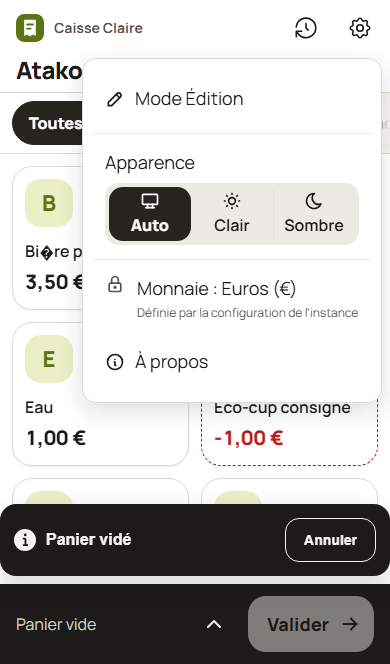 Caisse Claire
Atako
Mode Édition
Toutes
Apparence
Auto
Clair
Sombre
B
Bi�re p
3,50 €
Monnaie : Euros (€)
Définie par la configuration de l'instance
À propos
E
Eau
1,00 €
Eco-cup consigne
-1,00 €
Panier vidé
Annuler
Panier vide
Valider